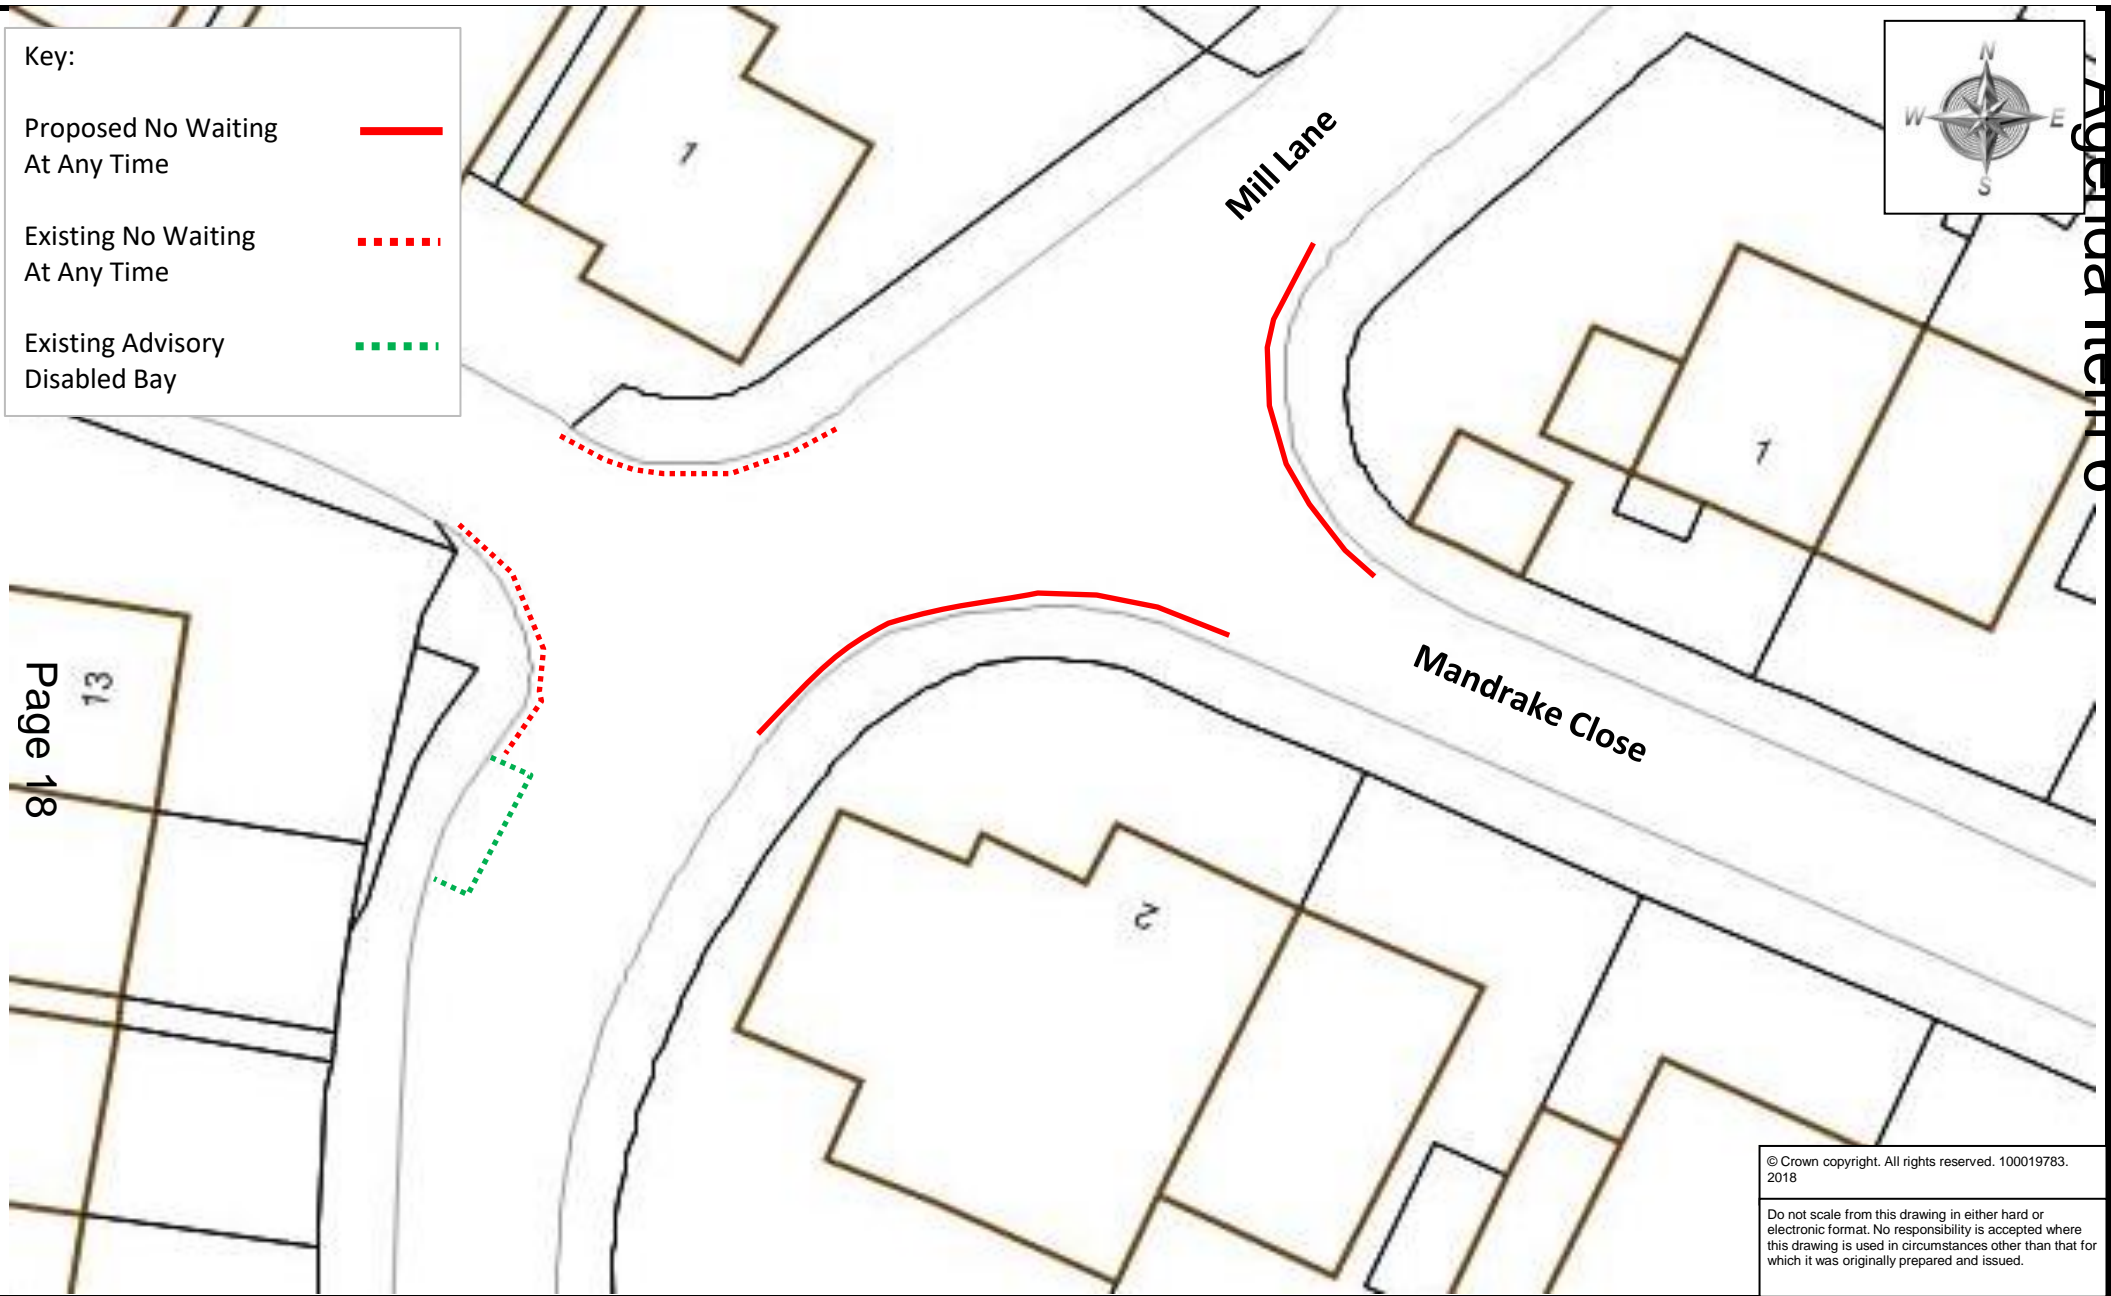 Key:
Proposed No Waiting
At Any Time
Existing No Waiting
At Any Time
Existing Advisory
Disabled Bay
1
Mill Lane
N
W
E
S
Agenda Item 6
1
Mandrake Close
13
Page 18
2
© Crown copyright. All rights reserved. 100019783.
2018
Do not scale from this drawing in either hard or
electronic format. No responsibility is accepted where
this drawing is used in circumstances other than that for
which it was originally prepared and issued.